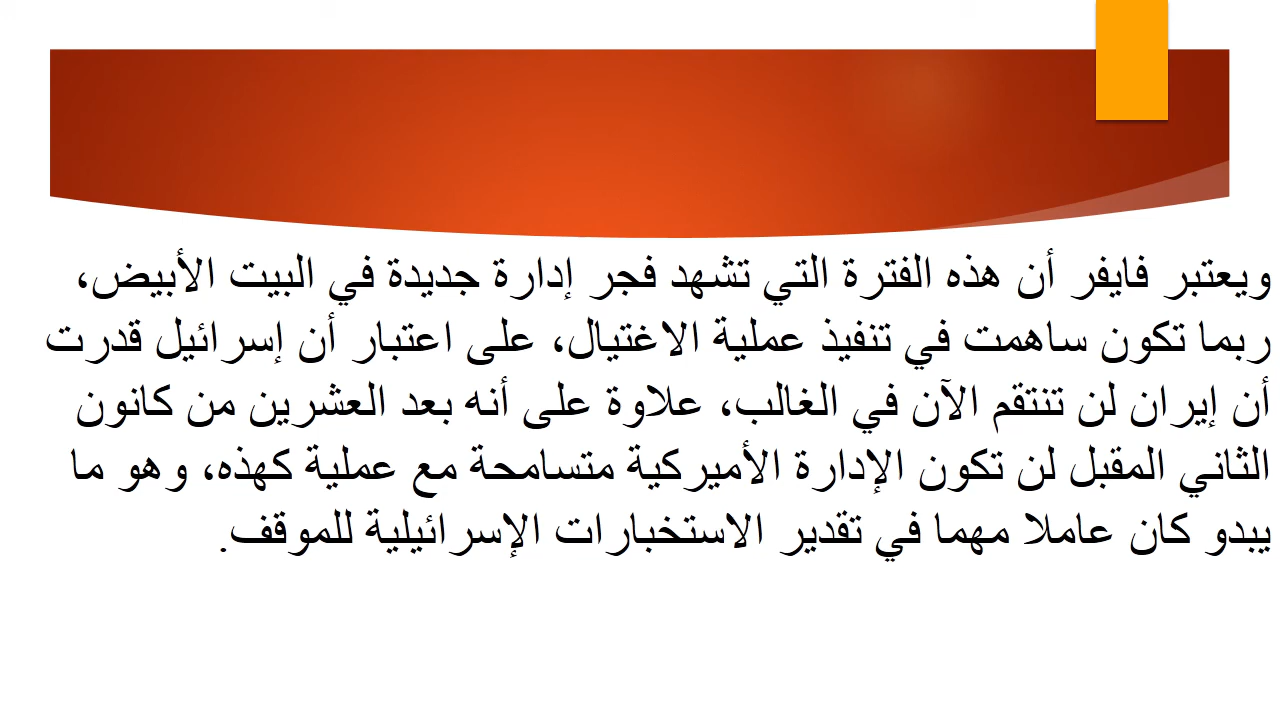 ويعتبر فايفر أن هذه الفترة التي تشهد فجر إدارة جديدة في البيت الأبيض،
ربما تكون ساهمت في تنفيذ عملية الاغتيال، على اعتبار أن إسرائيل قدرت
أن إيران لن تنتقم الآن في الغالب، علاوة على أنه بعد العشرين من كانون
الثاني المقبل لن تكون الإدارة الأميركية متسامحة مع عملية كهذه، وهو ما
يبدو كان عاملا مهما في تقدير الاستخبارات الإسرائيلية للموقف.